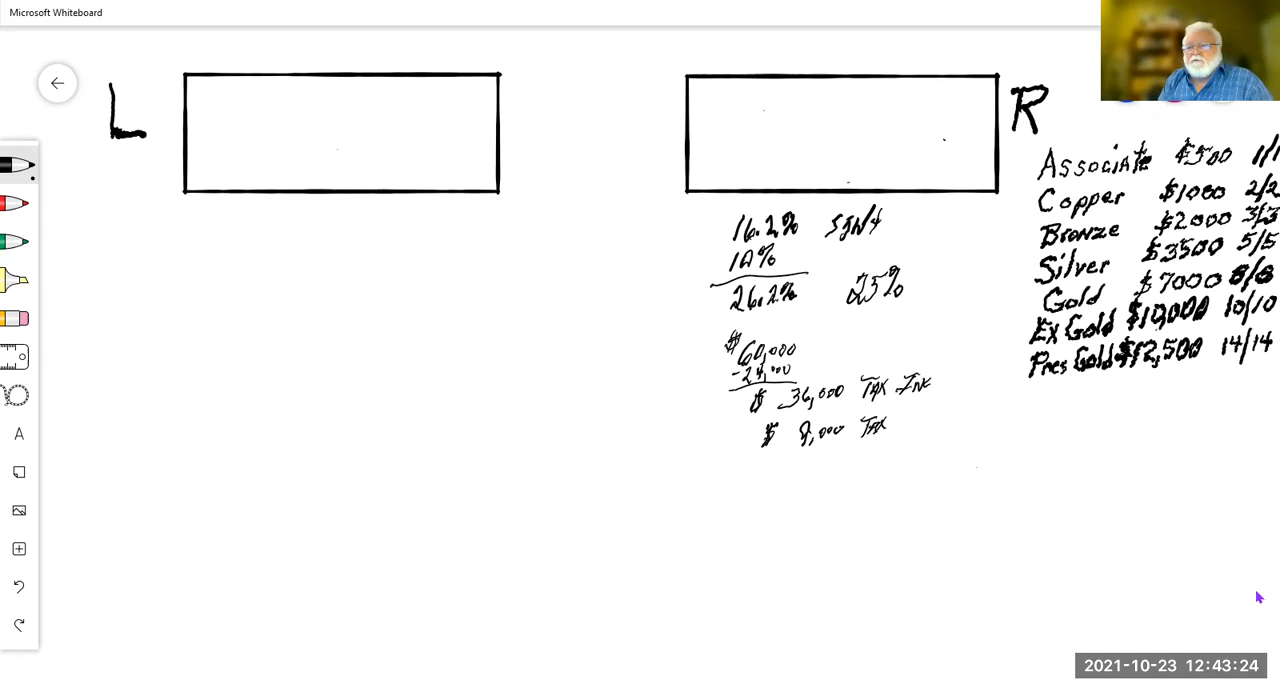 Microsoft Whiteboard
L
R
Associate $500 1/1
Copper $1000 2/2
Bronze $2000 3/3
Silver $3500 5/5
Gold $7000 8/8
Ex Gold $10,000 10/10
Pres Gold $12,500 14/14
16.2%
10%
26.2% 25%
$60,000
-24,000
$ 36,000 TAX INC
$ 9,000 TAX
A
2021-10-23 12:43:24